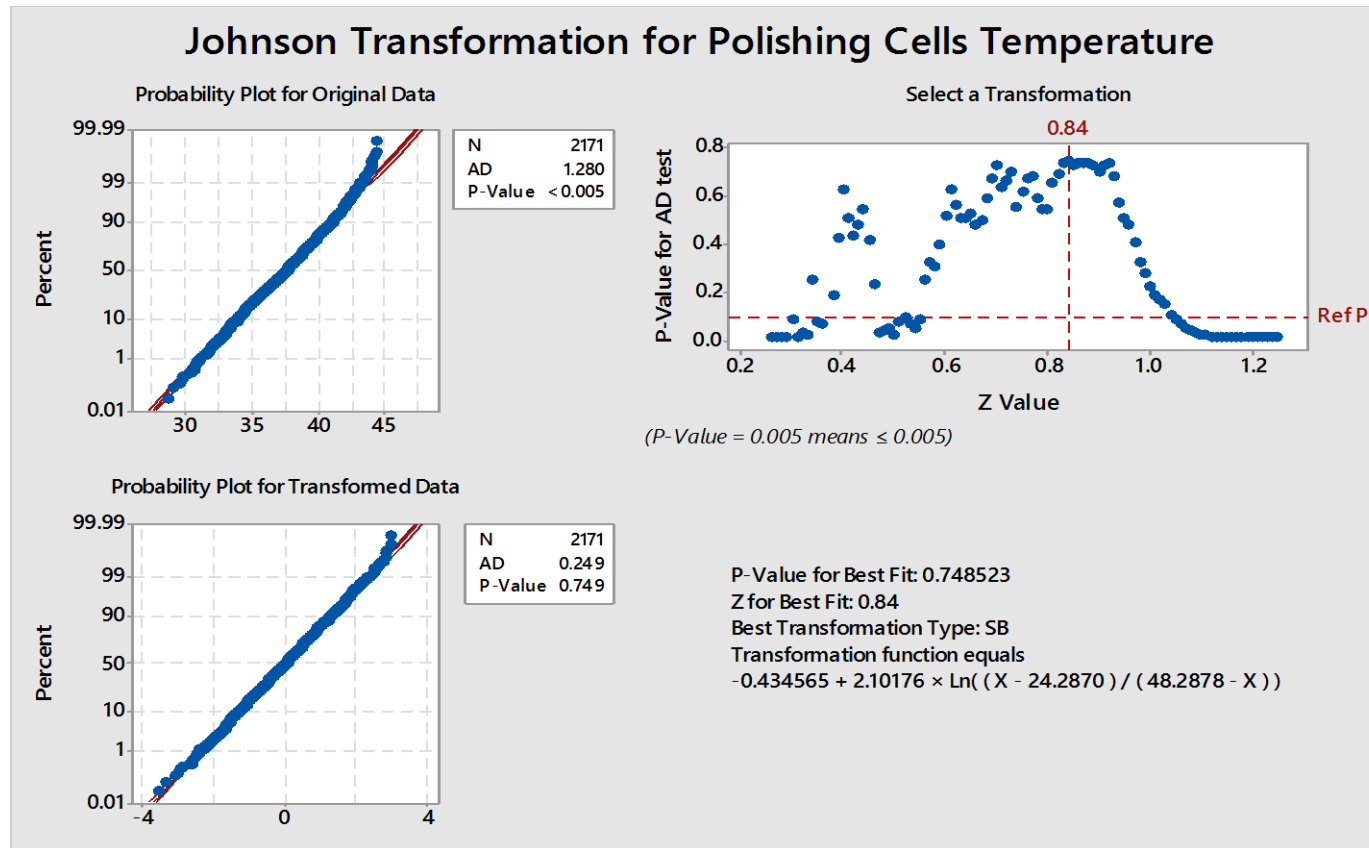 Johnson Transformation for Polishing Cells Temperature
Probability Plot for Original Data
99.99
99
90
50
10
1
0.01
Percent
30 35 40 45
N 2171
AD 1.280
P-Value <0.005
Select a Transformation
0.84
0.8
0.6
0.4
0.2
0.0
P-Value for AD test
Ref P
0.2 0.4 0.6 0.8 1.0 1.2
Z Value
(P-Value = 0.005 means ≤ 0.005)
Probability Plot for Transformed Data
99.99
99
90
50
10
1
0.01
Percent
-4 0 4
N 2171
AD 0.249
P-Value 0.749
P-Value for Best Fit: 0.748523
Z for Best Fit: 0.84
Best Transformation Type: SB
Transformation function equals
-0.434565 + 2.10176 × Ln( ( X - 24.2870 ) / ( 48.2878 - X ) )